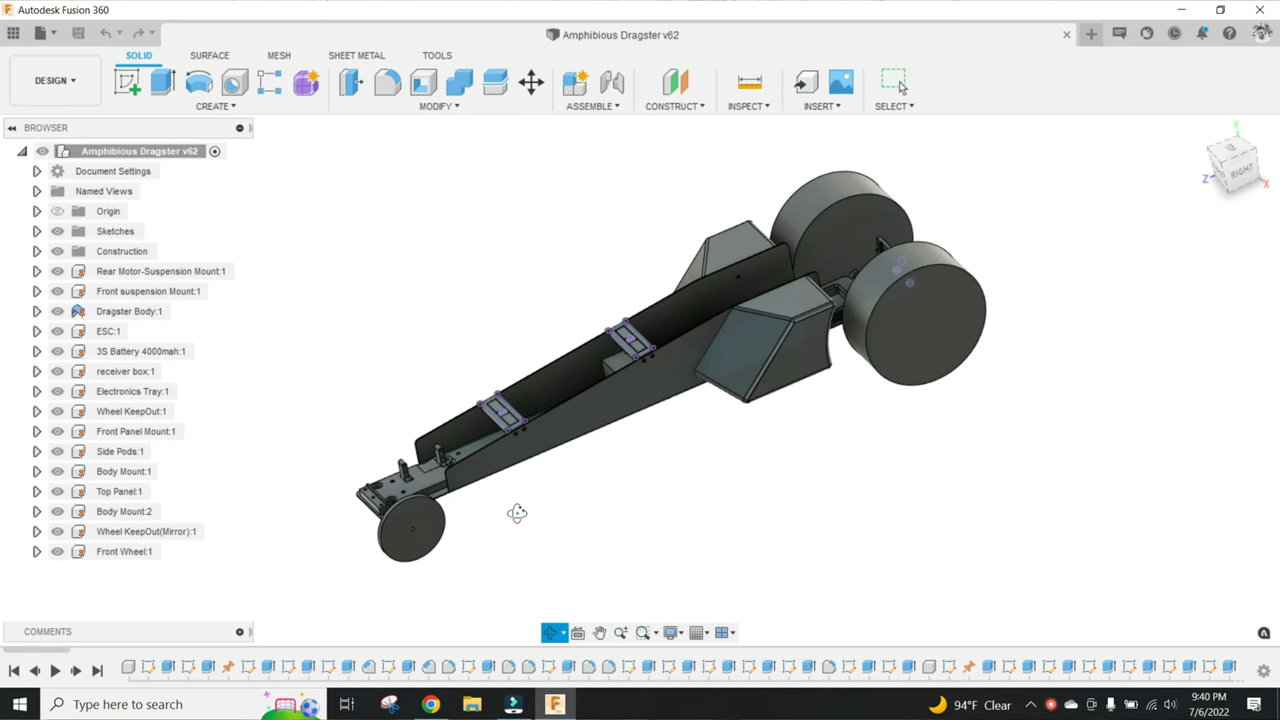 Autodesk Fusion 360
Amphibious Dragster v62
SOLID SURFACE MESH SHEET METAL TOOLS
DESIGN
CREATE MODIFY ASSEMBLE CONSTRUCT INSPECT INSERT SELECT
BROWSER
Amphibious Dragster v62
Document Settings
Named Views
Origin
Sketches
Construction
Rear Motor-Suspension Mount:1
Front suspension Mount:1
Dragster Body:1
ESC:1
3S Battery 4000mah:1
receiver box:1
Electronics Tray:1
Wheel KeepOut:1
Front Panel Mount:1
Side Pods:1
Body Mount:1
Top Panel:1
Body Mount:2
Wheel KeepOut(Mirror):1
Front Wheel:1
Y
Z
X
RIGHT
COMMENTS
Type here to search
94°F Clear
9:40 PM
7/6/2022